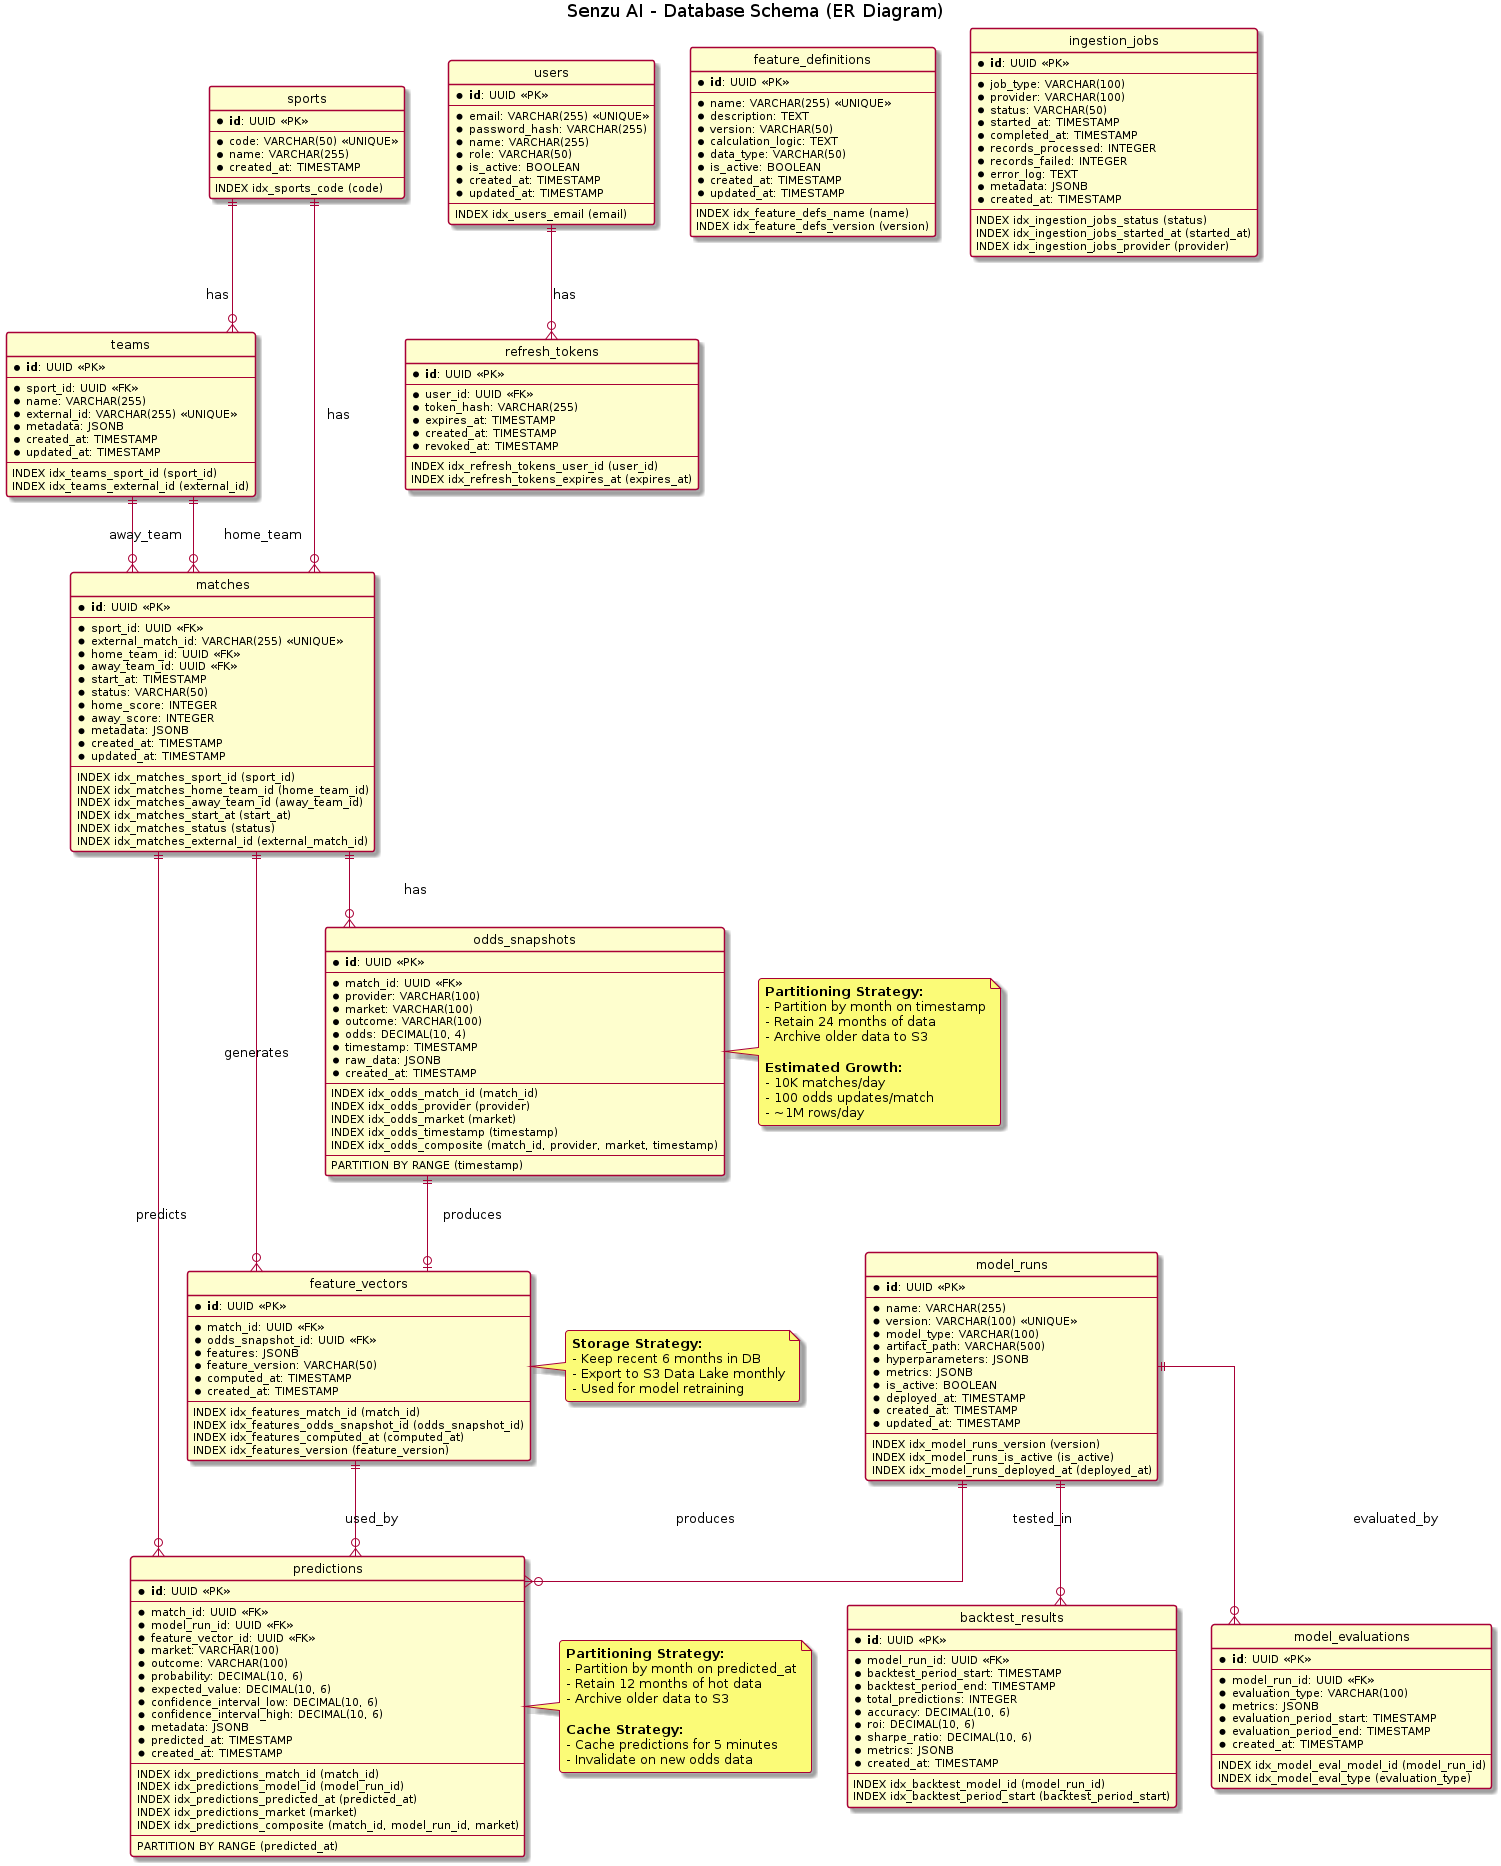 Senzu AI - Database Schema (ER Diagram)
sports
id: UUID «PK»
code: VARCHAR(50) «UNIQUE»
name: VARCHAR(255)
created_at: TIMESTAMP
INDEX idx_sports_code (code)
users
id: UUID «PK»
email: VARCHAR(255) «UNIQUE»
password_hash: VARCHAR(255)
name: VARCHAR(255)
role: VARCHAR(50)
is_active: BOOLEAN
created_at: TIMESTAMP
updated_at: TIMESTAMP
INDEX idx_users_email (email)
feature_definitions
id: UUID «PK»
name: VARCHAR(255) «UNIQUE»
description: TEXT
version: VARCHAR(50)
calculation_logic: TEXT
data_type: VARCHAR(50)
is_active: BOOLEAN
created_at: TIMESTAMP
updated_at: TIMESTAMP
INDEX idx_feature_defs_name (name)
INDEX idx_feature_defs_version (version)
ingestion_jobs
id: UUID «PK»
job_type: VARCHAR(100)
provider: VARCHAR(100)
status: VARCHAR(50)
started_at: TIMESTAMP
completed_at: TIMESTAMP
records_processed: INTEGER
records_failed: INTEGER
error_log: TEXT
metadata: JSONB
created_at: TIMESTAMP
INDEX idx_ingestion_jobs_status (status)
INDEX idx_ingestion_jobs_started_at (started_at)
INDEX idx_ingestion_jobs_provider (provider)
has
has
has
teams
id: UUID «PK»
sport_id: UUID «FK»
name: VARCHAR(255)
external_id: VARCHAR(255) «UNIQUE»
metadata: JSONB
created_at: TIMESTAMP
updated_at: TIMESTAMP
INDEX idx_teams_sport_id (sport_id)
INDEX idx_teams_external_id (external_id)
refresh_tokens
id: UUID «PK»
user_id: UUID «FK»
token_hash: VARCHAR(255)
expires_at: TIMESTAMP
created_at: TIMESTAMP
revoked_at: TIMESTAMP
INDEX idx_refresh_tokens_user_id (user_id)
INDEX idx_refresh_tokens_expires_at (expires_at)
away_team
home_team
matches
id: UUID «PK»
sport_id: UUID «FK»
external_match_id: VARCHAR(255) «UNIQUE»
home_team_id: UUID «FK»
away_team_id: UUID «FK»
start_at: TIMESTAMP
status: VARCHAR(50)
home_score: INTEGER
away_score: INTEGER
metadata: JSONB
created_at: TIMESTAMP
updated_at: TIMESTAMP
INDEX idx_matches_sport_id (sport_id)
INDEX idx_matches_home_team_id (home_team_id)
INDEX idx_matches_away_team_id (away_team_id)
INDEX idx_matches_start_at (start_at)
INDEX idx_matches_status (status)
INDEX idx_matches_external_id (external_match_id)
has
odds_snapshots
id: UUID «PK»
match_id: UUID «FK»
provider: VARCHAR(100)
market: VARCHAR(100)
outcome: VARCHAR(100)
odds: DECIMAL(10, 4)
timestamp: TIMESTAMP
raw_data: JSONB
created_at: TIMESTAMP
INDEX idx_odds_match_id (match_id)
INDEX idx_odds_provider (provider)
INDEX idx_odds_market (market)
INDEX idx_odds_timestamp (timestamp)
INDEX idx_odds_composite (match_id, provider, market, timestamp)
PARTITION BY RANGE (timestamp)
Partitioning Strategy:
- Partition by month on timestamp
- Retain 24 months of data
- Archive older data to S3
Estimated Growth:
- 10K matches/day
- 100 odds updates/match
- ~1M rows/day
generates
predicts
produces
feature_vectors
id: UUID «PK»
match_id: UUID «FK»
odds_snapshot_id: UUID «FK»
features: JSONB
feature_version: VARCHAR(50)
computed_at: TIMESTAMP
created_at: TIMESTAMP
INDEX idx_features_match_id (match_id)
INDEX idx_features_odds_snapshot_id (odds_snapshot_id)
INDEX idx_features_computed_at (computed_at)
INDEX idx_features_version (feature_version)
Storage Strategy:
- Keep recent 6 months in DB
- Export to S3 Data Lake monthly
- Used for model retraining
model_runs
id: UUID «PK»
name: VARCHAR(255)
version: VARCHAR(100) «UNIQUE»
model_type: VARCHAR(100)
artifact_path: VARCHAR(500)
hyperparameters: JSONB
metrics: JSONB
is_active: BOOLEAN
deployed_at: TIMESTAMP
created_at: TIMESTAMP
updated_at: TIMESTAMP
INDEX idx_model_runs_version (version)
INDEX idx_model_runs_is_active (is_active)
INDEX idx_model_runs_deployed_at (deployed_at)
used_by
produces
tested_in
evaluated_by
predictions
id: UUID «PK»
match_id: UUID «FK»
model_run_id: UUID «FK»
feature_vector_id: UUID «FK»
market: VARCHAR(100)
outcome: VARCHAR(100)
probability: DECIMAL(10, 6)
expected_value: DECIMAL(10, 6)
confidence_interval_low: DECIMAL(10, 6)
confidence_interval_high: DECIMAL(10, 6)
metadata: JSONB
predicted_at: TIMESTAMP
created_at: TIMESTAMP
INDEX idx_predictions_match_id (match_id)
INDEX idx_predictions_model_id (model_run_id)
INDEX idx_predictions_predicted_at (predicted_at)
INDEX idx_predictions_market (market)
INDEX idx_predictions_composite (match_id, model_run_id, market)
PARTITION BY RANGE (predicted_at)
Partitioning Strategy:
- Partition by month on predicted_at
- Retain 12 months of hot data
- Archive older data to S3
Cache Strategy:
- Cache predictions for 5 minutes
- Invalidate on new odds data
backtest_results
id: UUID «PK»
model_run_id: UUID «FK»
backtest_period_start: TIMESTAMP
backtest_period_end: TIMESTAMP
total_predictions: INTEGER
accuracy: DECIMAL(10, 6)
roi: DECIMAL(10, 6)
sharpe_ratio: DECIMAL(10, 6)
metrics: JSONB
created_at: TIMESTAMP
INDEX idx_backtest_model_id (model_run_id)
INDEX idx_backtest_period_start (backtest_period_start)
model_evaluations
id: UUID «PK»
model_run_id: UUID «FK»
evaluation_type: VARCHAR(100)
metrics: JSONB
evaluation_period_start: TIMESTAMP
evaluation_period_end: TIMESTAMP
created_at: TIMESTAMP
INDEX idx_model_eval_model_id (model_run_id)
INDEX idx_model_eval_type (evaluation_type)